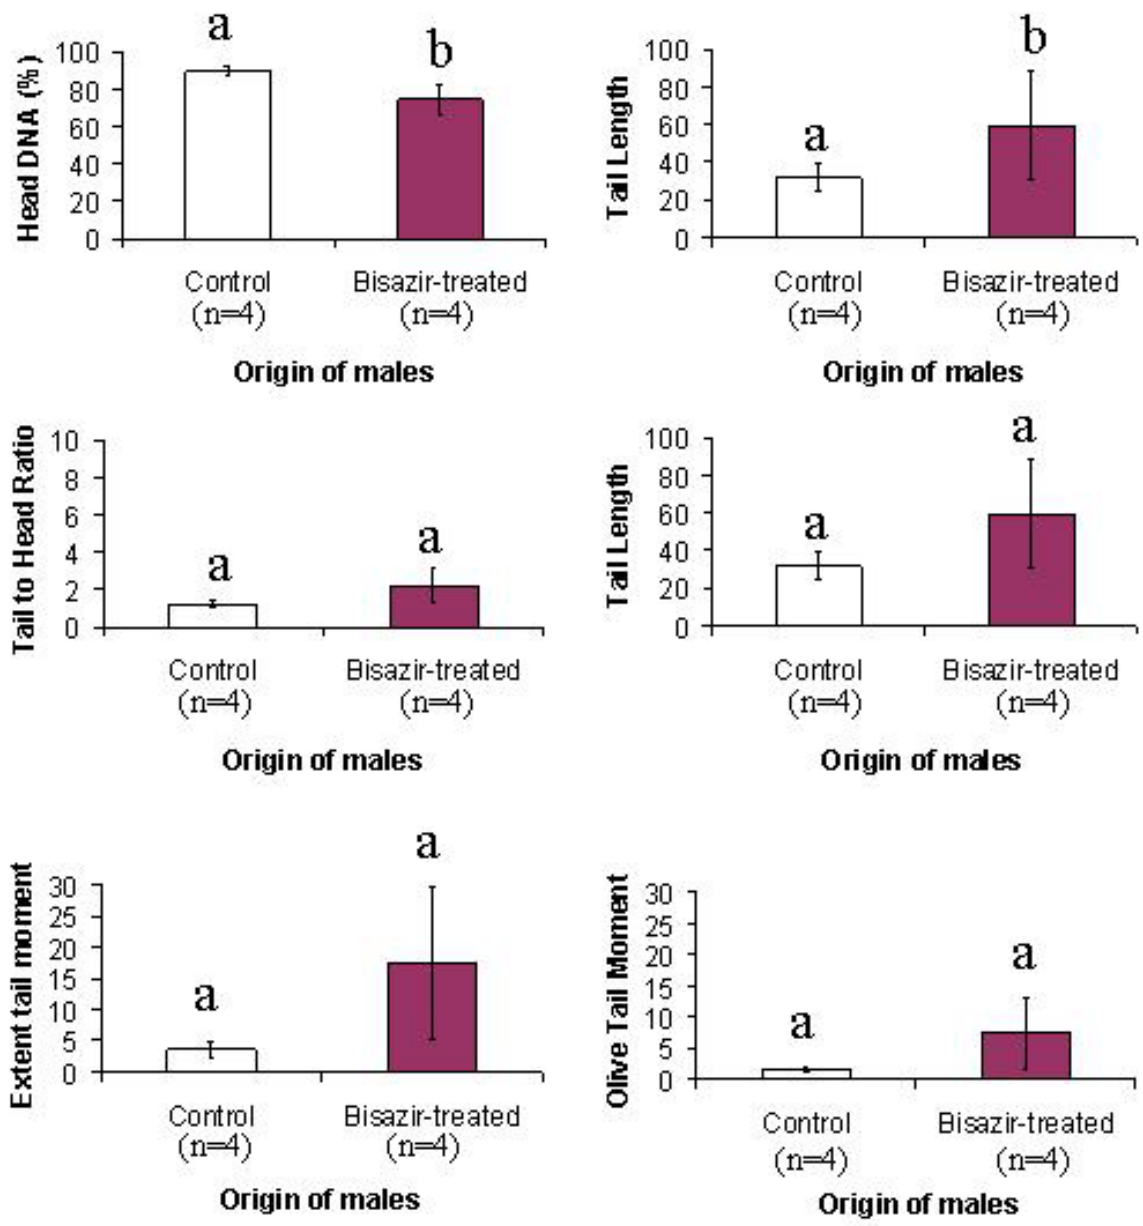 a
b
Head DNA (%)
100
80
60
40
20
0
Control
(n=4)
Bisazir-treated
(n=4)
Origin of males
a
b
Tail Length
100
80
60
40
20
0
Control
(n=4)
Bisazir-treated
(n=4)
Origin of males
a
a
Tail to Head Ratio
10
8
6
4
2
0
Control
(n=4)
Bisazir-treated
(n=4)
Origin of males
a
a
Tail Length
100
80
60
40
20
0
Control
(n=4)
Bisazir-treated
(n=4)
Origin of males
a
a
Extent tail moment
30
25
20
15
10
5
0
Control
(n=4)
Bisazir-treated
(n=4)
Origin of males
a
a
Olive Tail Moment
30
25
20
15
10
5
0
Control
(n=4)
Bisazir-treated
(n=4)
Origin of males